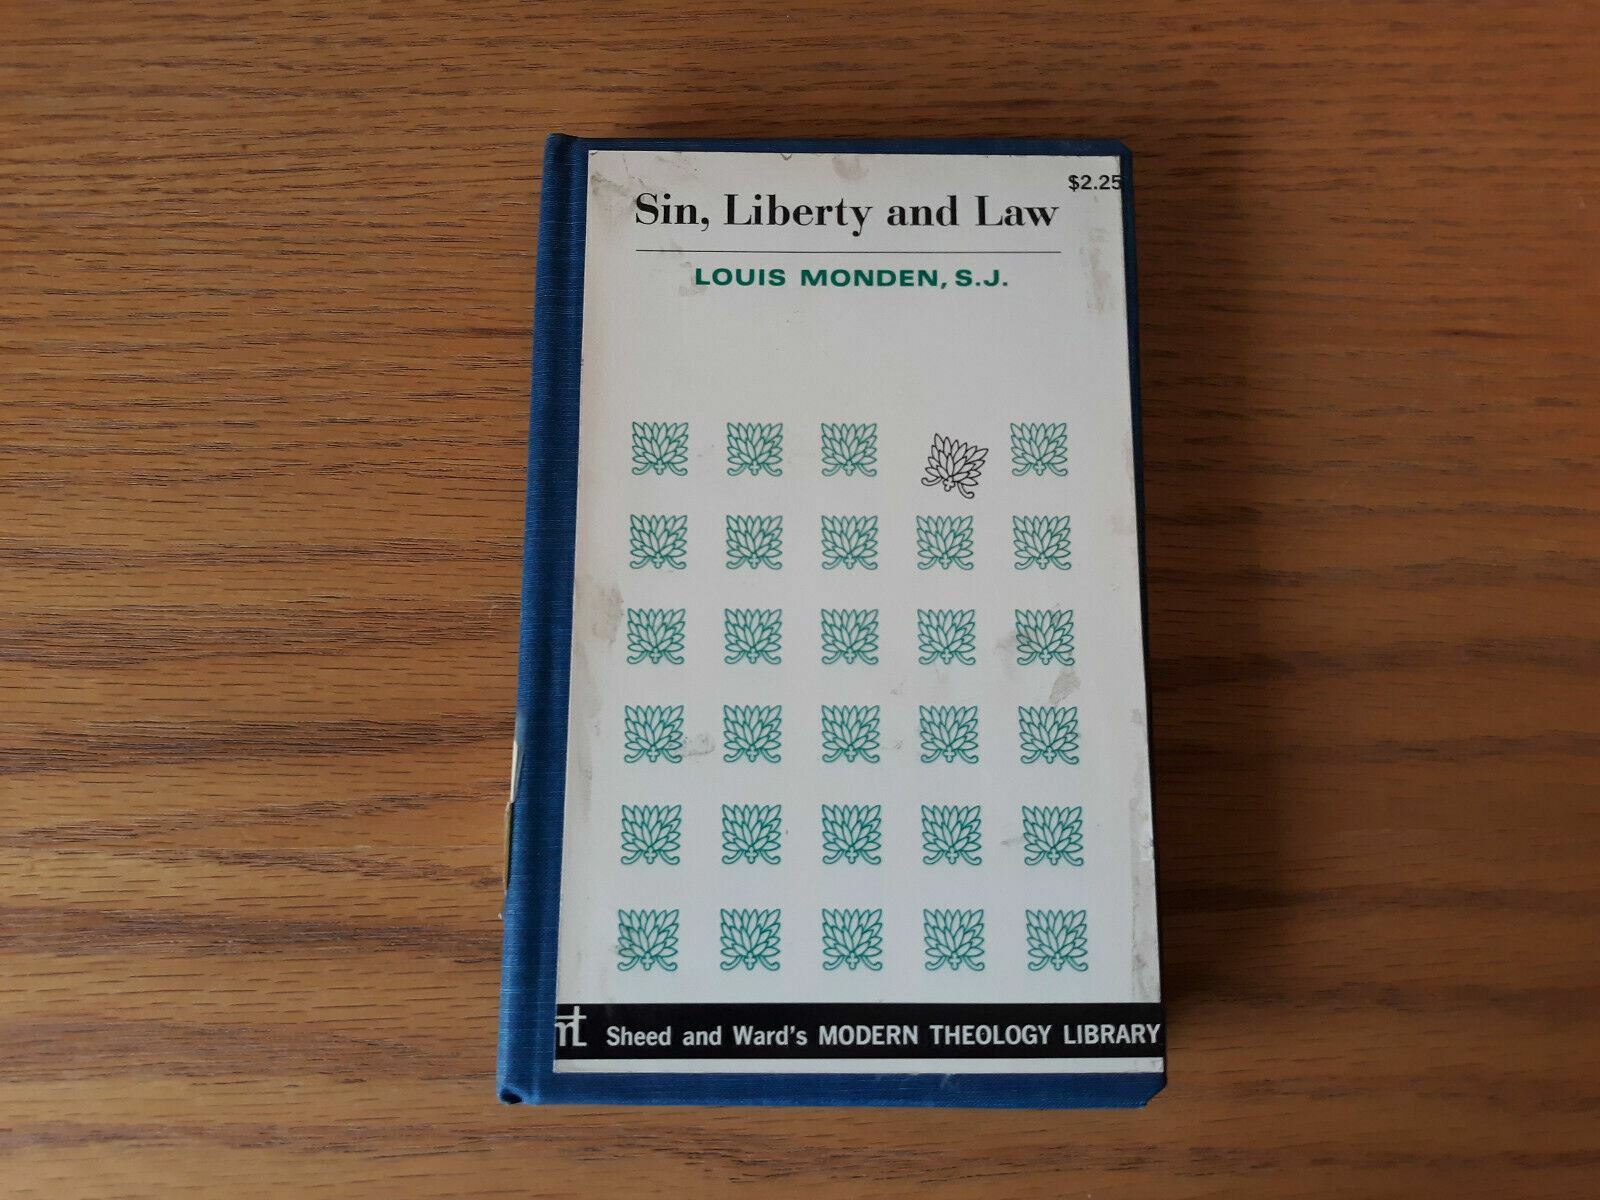 $2.25
Sin, Liberty and Law
LOUIS MONDEN, S.J.
Sheed and Ward's MODERN THEOLOGY LIBRARY